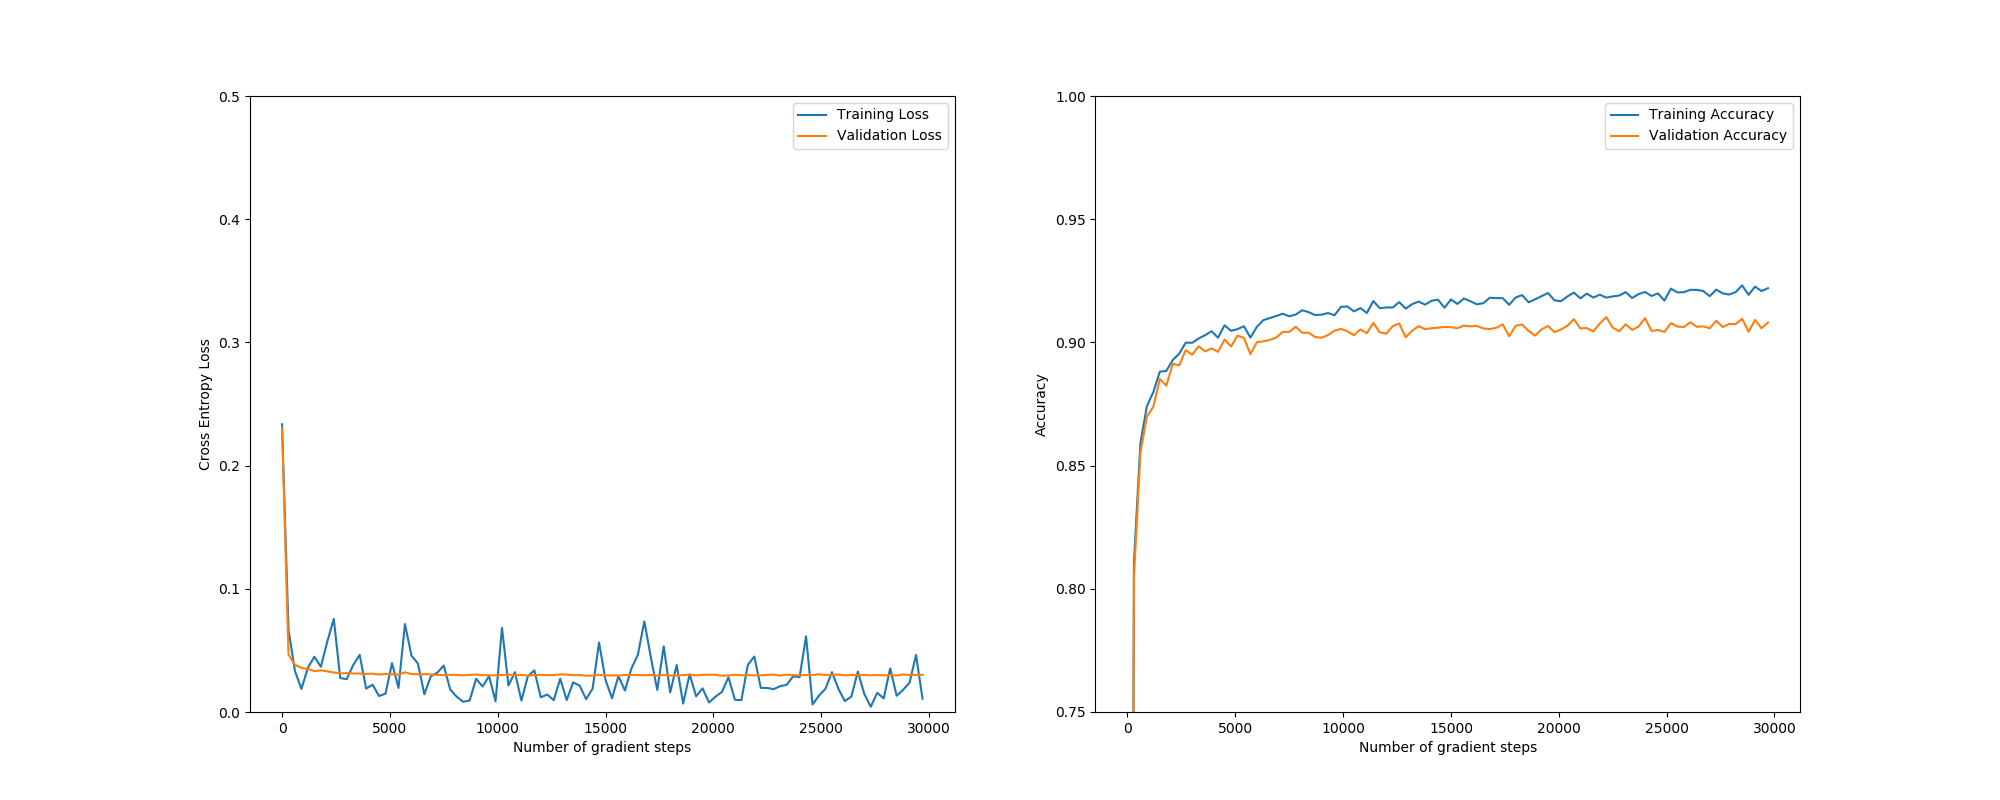 0.5
0.4
0.3
0.2
0.1
0.0
Cross Entropy Loss
Training Loss
Validation Loss
0 5000 10000 15000 20000 25000 30000
Number of gradient steps
1.00
0.95
0.90
0.85
0.80
0.75
Accuracy
Training Accuracy
Validation Accuracy
0 5000 10000 15000 20000 25000 30000
Number of gradient steps